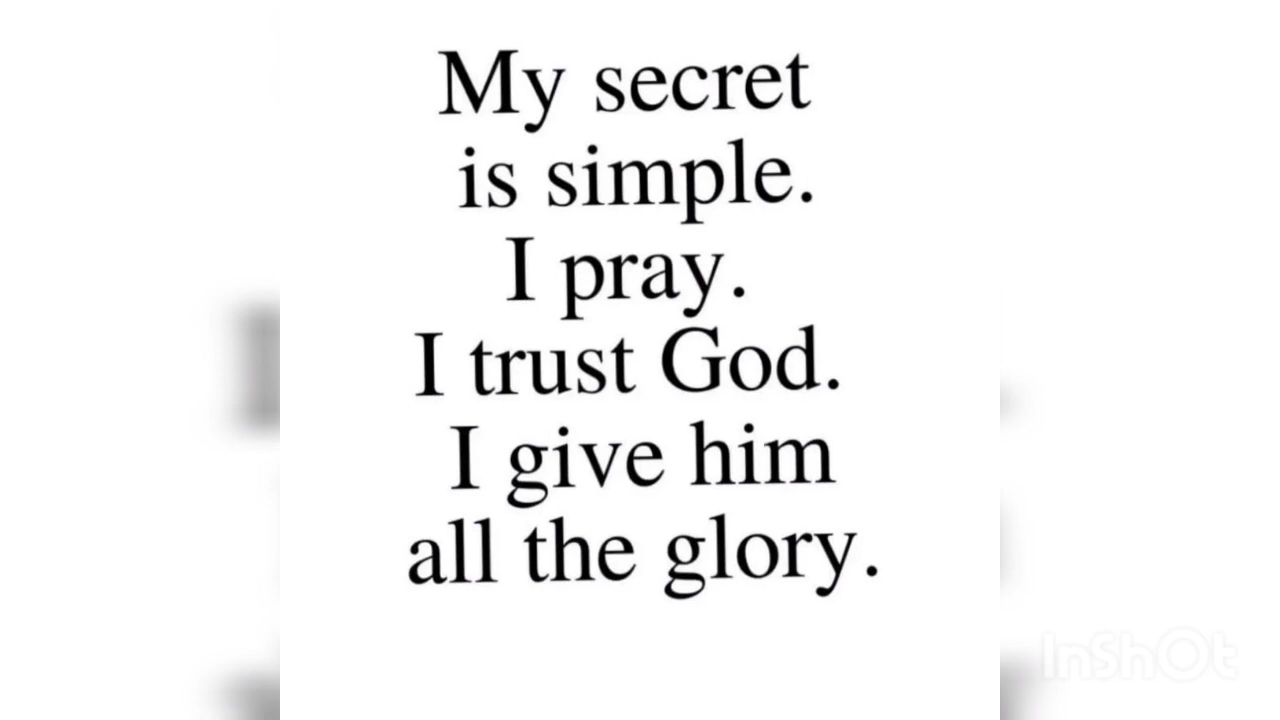 My secret
is simple.
I pray.
I trust God.
I give him
all the glory.
InShOt